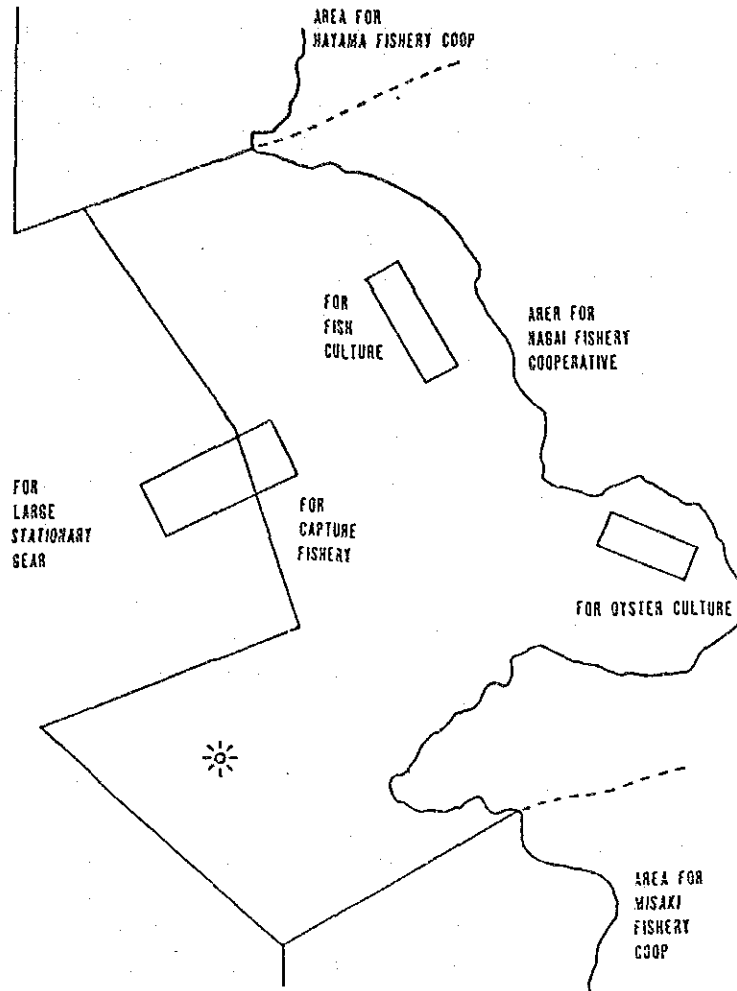 AREA FOR
HAYAMA FISHERY COOP
FOR
FISH
CULTURE
ARER FOR
NAGAI FISHERY
COOPERATIVE
FOR
LARGE
STATIONARY
GEAR
FOR
CAPTURE
FISHERY
FOR OYSTER CULTURE
AREA FOR
MISAKI
FISHERY
COOP